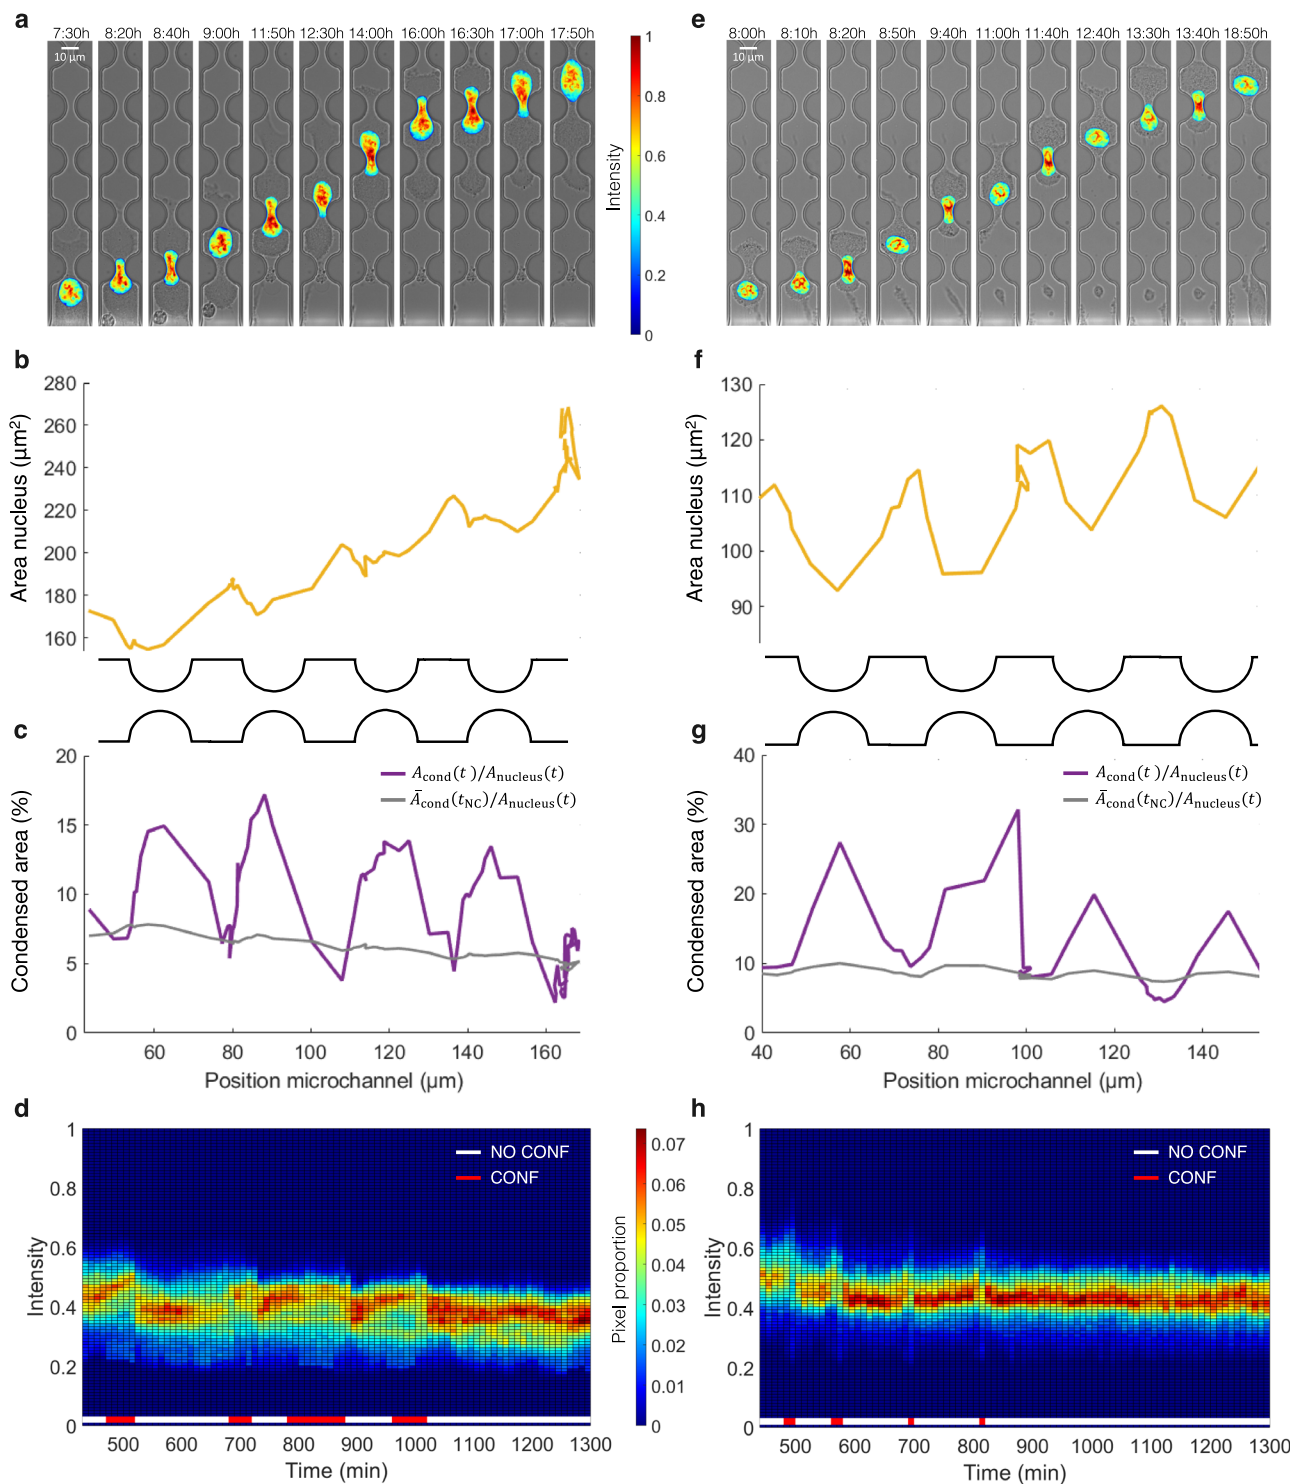 a
7:30h 8:20h 8:40h 9:00h 11:50h 12:30h 14:00h 16:00h 16:30h 17:00h 17:50h
10 µm
1
0.8
0.6
0.4
0.2
0
Intensity
e
8:00h 8:10h 8:20h 8:50h 9:40h 11:00h 11:40h 12:40h 13:30h 13:40h 18:50h
10 µm
b
280
260
240
220
200
180
160
Area nucleus (µm²)
f
130
120
110
100
90
Area nucleus (µm²)
c
20
15
10
5
0
Condensed area (%)
A_cond(t)/A_nucleus(t)
Ā_cond(t_NC)/A_nucleus(t)
60 80 100 120 140 160
Position microchannel (µm)
g
40
30
20
10
0
Condensed area (%)
A_cond(t)/A_nucleus(t)
Ā_cond(t_NC)/A_nucleus(t)
40 60 80 100 120 140
Position microchannel (µm)
d
1
0.8
0.6
0.4
0.2
0
Intensity
NO CONF
CONF
500 600 700 800 900 1000 1100 1200 1300
Time (min)
0.07
0.06
0.05
0.04
0.03
0.02
0.01
0
Pixel proportion
h
1
0.8
0.6
0.4
0.2
0
Intensity
NO CONF
CONF
500 600 700 800 900 1000 1100 1200 1300
Time (min)